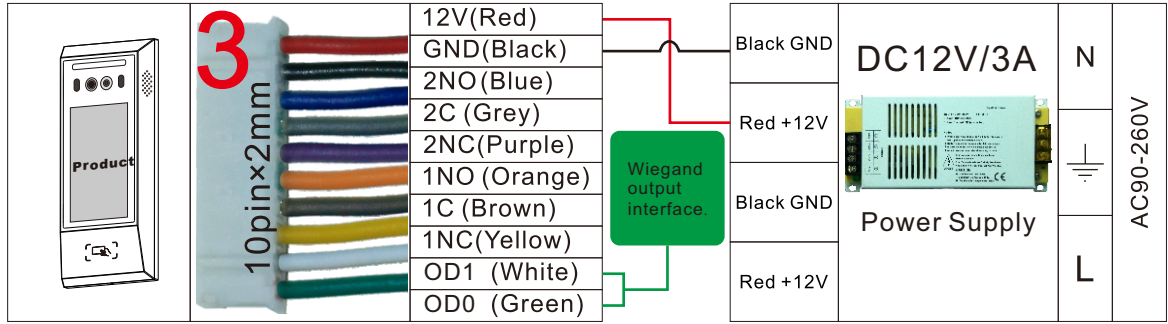 Product
3
10pin×2mm
12V(Red)
GND(Black)
2NO(Blue)
2C (Grey)
2NC(Purple)
1NO (Orange)
1C (Brown)
1NC(Yellow)
OD1 (White)
OD0 (Green)
Wiegand
output
interface.
Black GND
Red +12V
Black GND
Red +12V
DC12V/3A
CE
Power Supply
N
L
AC90-260V